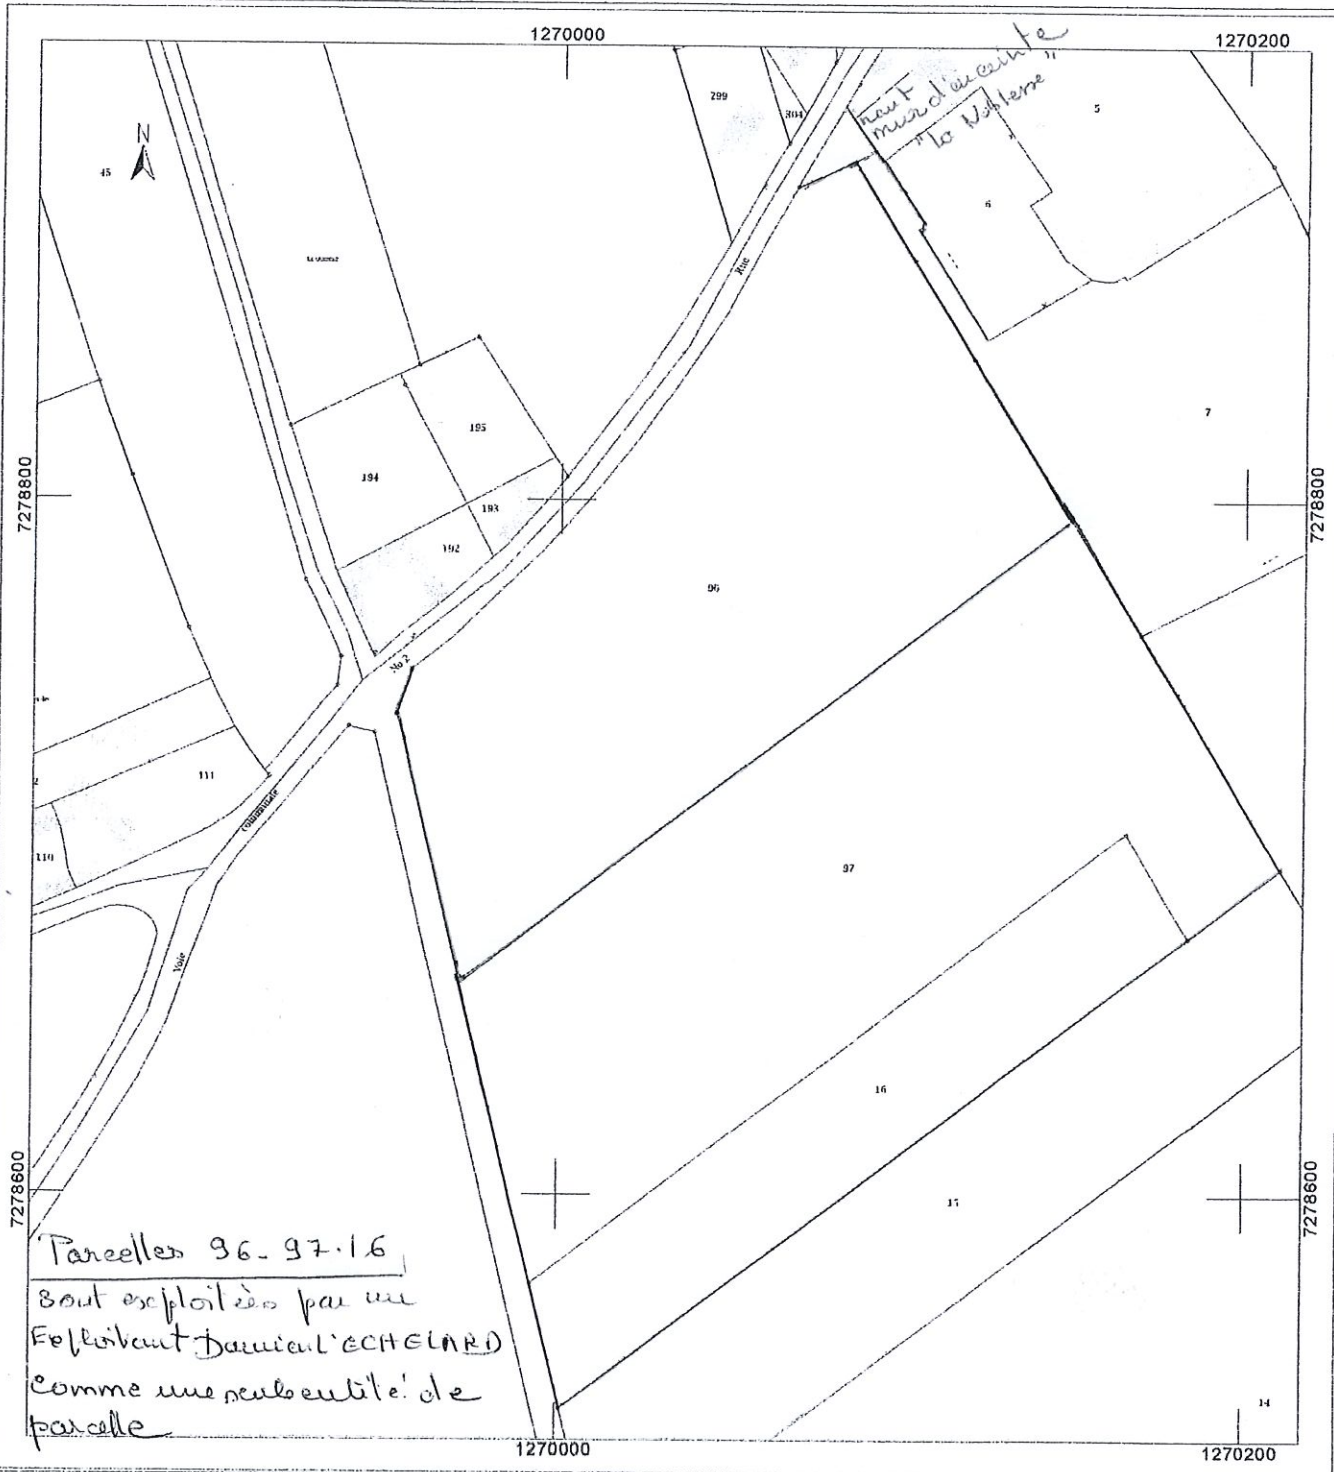 1270000
1270200
haut
mur d'enceinte
"la Noblesse"
N
299
304
5
45
6
195
7
194
193
192
Rue
7278800
7278800
96
No 2
111
Communale
110
97
Voie
16
15
7278600
7278600
Parcelles 96-97.16
sont exploitées par un
Exploitant Damien L'ECHELARD
comme une seule entité de
parcelle
14
1270000
1270200